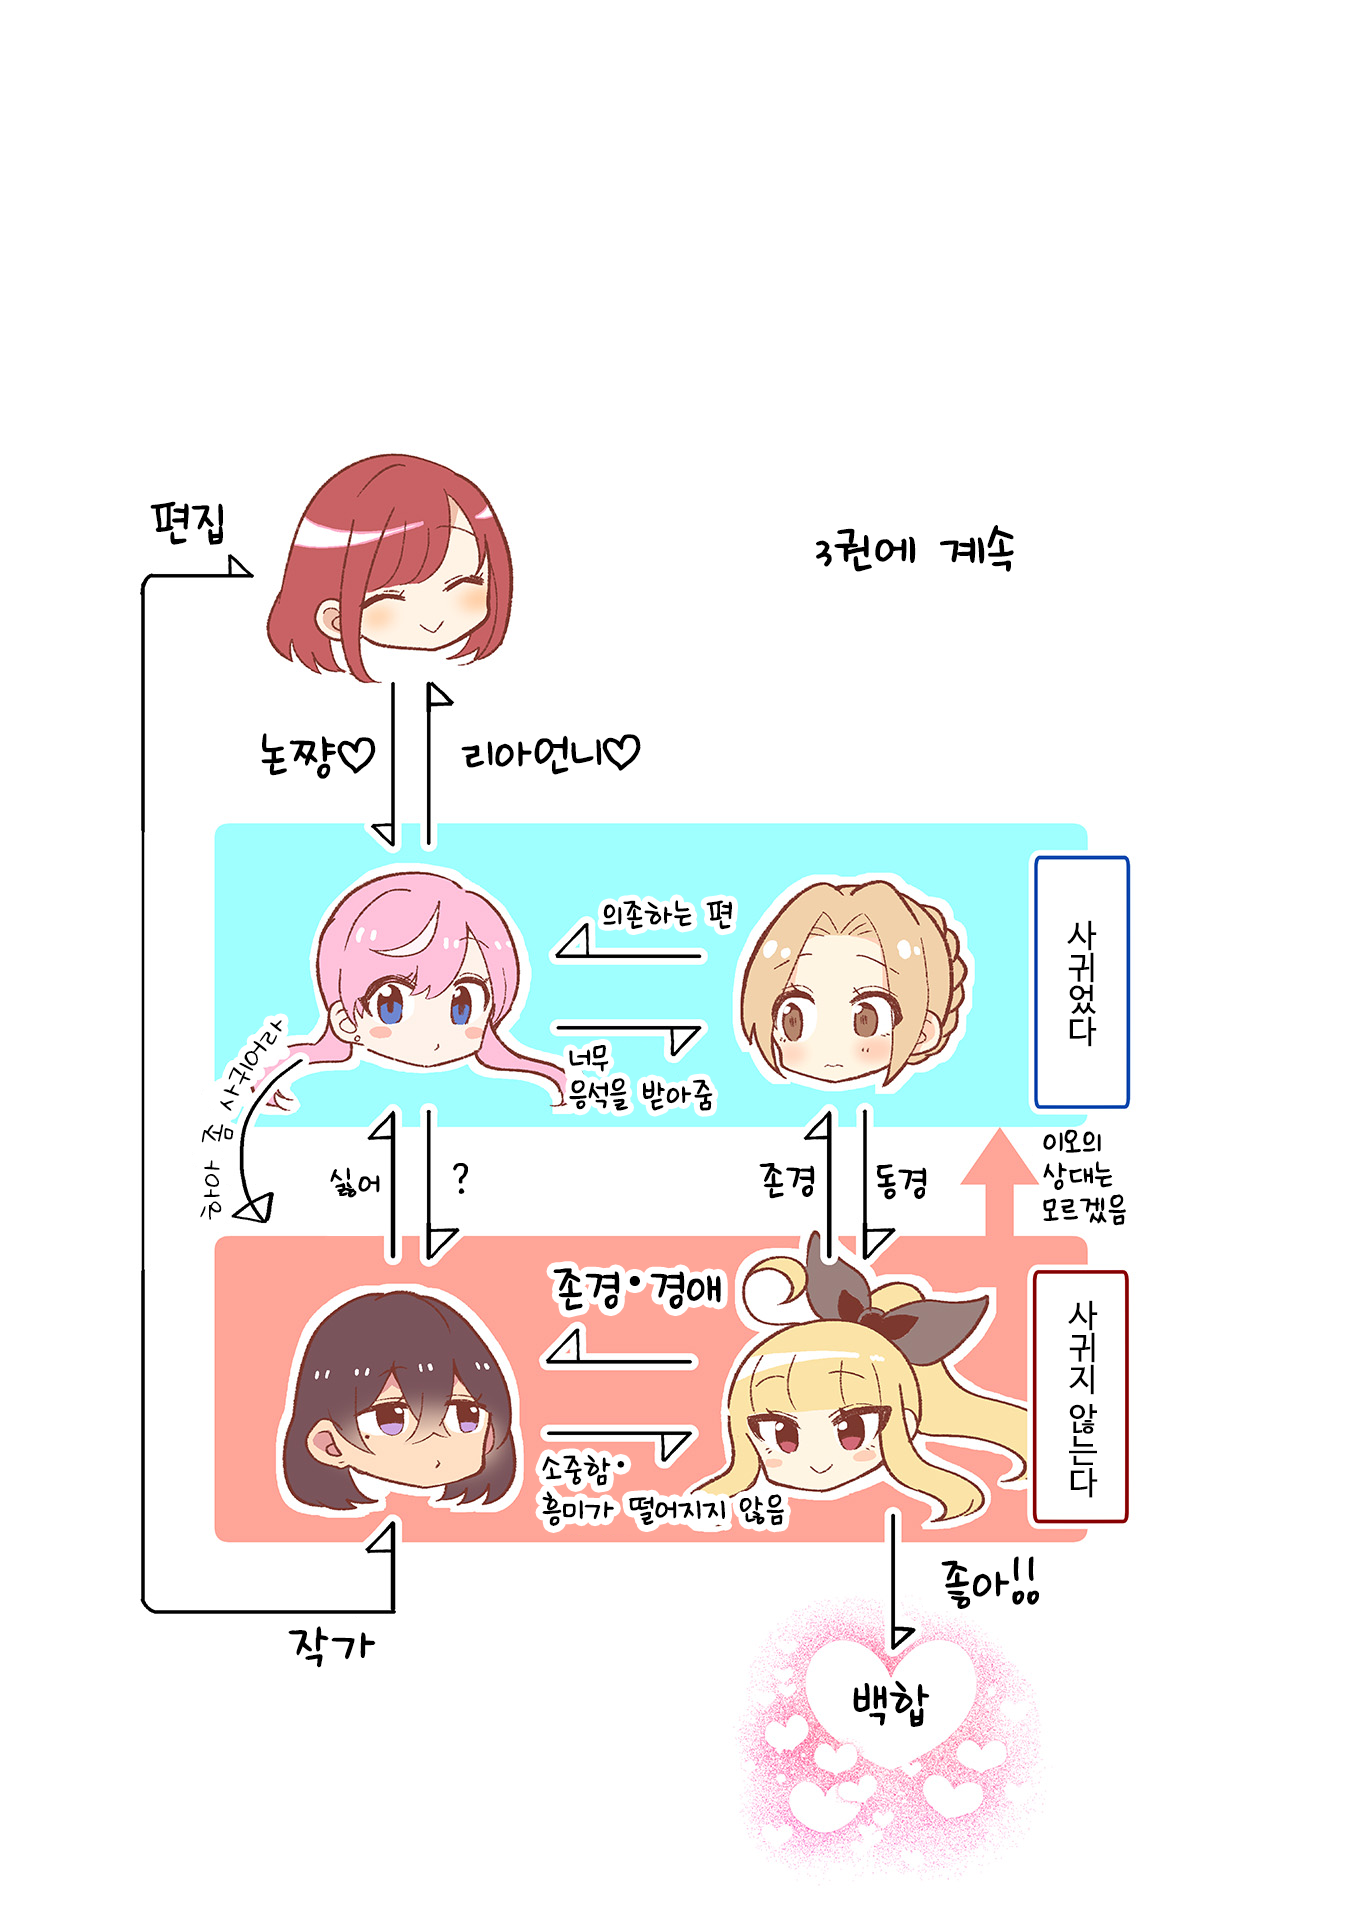 편집
3권에 계속
논쨩♡
리아언니♡
의존하는 편
너무
응석을 받아줌
사귀었다
하아 좀 사귀어라
싫어
?
존경
동경
이오의
상대는
모르겠음
존경·경애
소중함·
흥미가 떨어지지 않음
사귀지 않는다
작가
좋아!!
백합